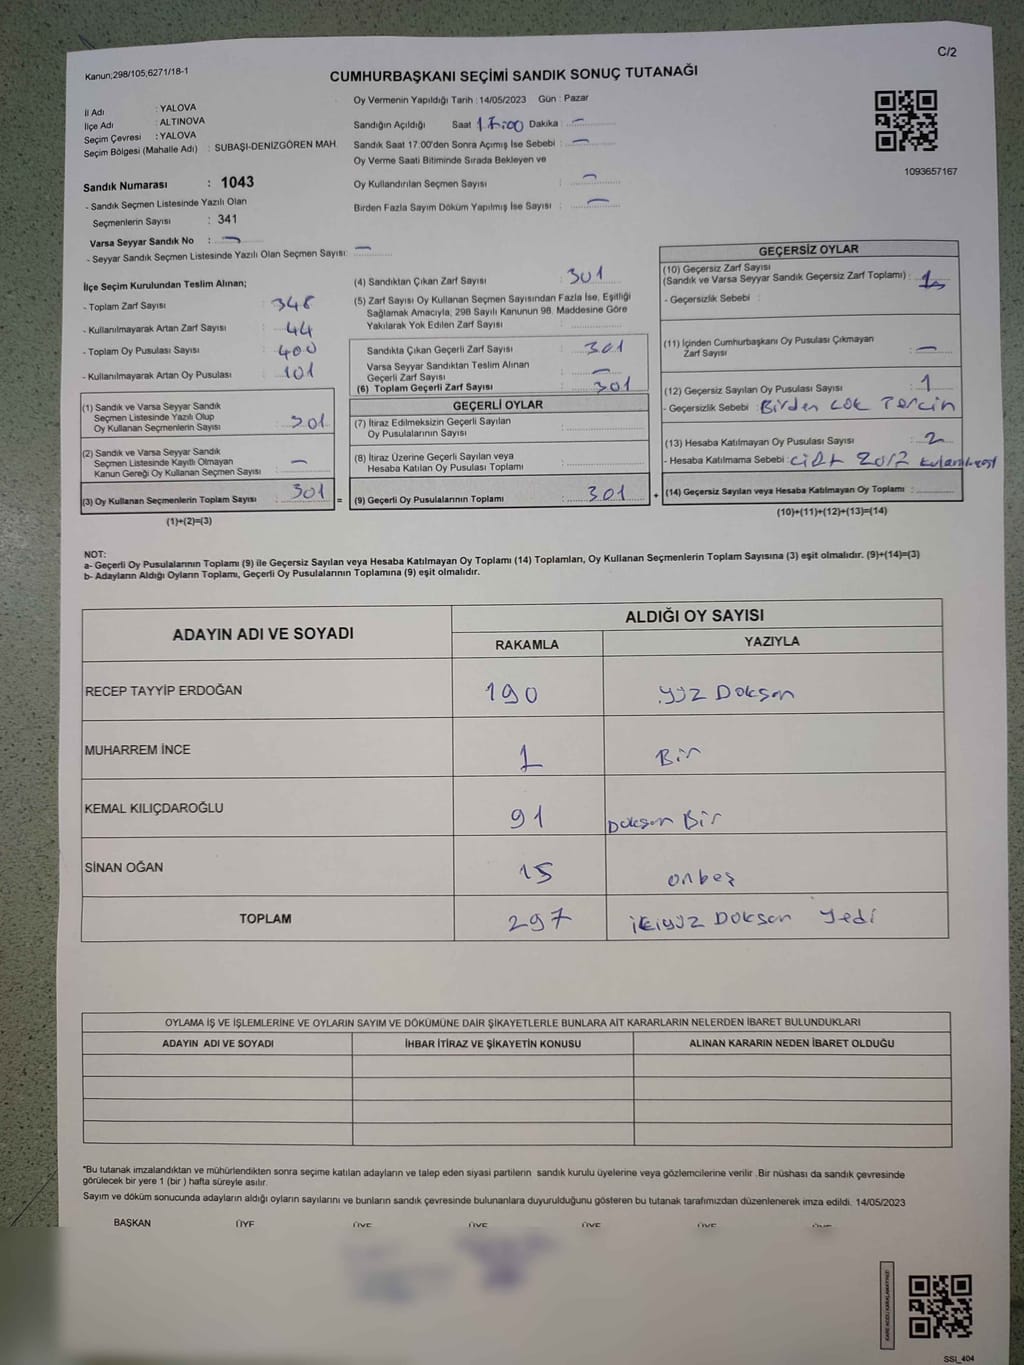 C/2
Kanun;298/105;6271/18-1
CUMHURBAŞKANI SEÇİMİ SANDIK SONUÇ TUTANAĞI
İl Adı : YALOVA
İlçe Adı : ALTINOVA
Seçim Çevresi : YALOVA
Seçim Bölgesi (Mahalle Adı) : SUBAŞI-DENİZGÖREN MAH.
Sandık Numarası : 1043
- Sandık Seçmen Listesinde Yazılı Olan
Seçmenlerin Sayısı : 341
Varsa Seyyar Sandık No : —
- Seyyar Sandık Seçmen Listesinde Yazılı Olan Seçmen Sayısı: —
Oy Vermenin Yapıldığı Tarih : 14/05/2023 Gün : Pazar
Sandığın Açıldığı Saat 17:00 Dakika : —
Sandık Saat 17.00'den Sonra Açımış İse Sebebi : —
Oy Verme Saati Bitiminde Sırada Bekleyen ve
Oy Kullandırılan Seçmen Sayısı : —
Birden Fazla Sayım Döküm Yapılmış İse Sayısı : —
1093657167
İlçe Seçim Kurulundan Teslim Alınan;
- Toplam Zarf Sayısı : 348
- Kullanılmayarak Artan Zarf Sayısı : 44
- Toplam Oy Pusulası Sayısı : 400
- Kullanılmayarak Artan Oy Pusulası : 101
(1) Sandık ve Varsa Seyyar Sandık
Seçmen Listesinde Yazılı Olup
Oy Kullanan Seçmenlerin Sayısı : 301
(2) Sandık ve Varsa Seyyar Sandık
Seçmen Listesinde Kayıtlı Olmayan
Kanun Gereği Oy Kullanan Seçmen Sayısı : —
(3) Oy Kullanan Seçmenlerin Toplam Sayısı : 301 =
(1)+(2)=(3)
(4) Sandıktan Çıkan Zarf Sayısı : 301
(5) Zarf Sayısı Oy Kullanan Seçmen Sayısından Fazla İse, Eşitliği
Sağlamak Amacıyla; 298 Sayılı Kanunun 98. Maddesine Göre
Yakılarak Yok Edilen Zarf Sayısı :
Sandıkta Çıkan Geçerli Zarf Sayısı : 301
Varsa Seyyar Sandıktan Teslim Alınan
Geçerli Zarf Sayısı : —
(6) Toplam Geçerli Zarf Sayısı : 301
GEÇERLİ OYLAR
(7) İtiraz Edilmeksizin Geçerli Sayılan
Oy Pusulalarının Sayısı :
(8) İtiraz Üzerine Geçerli Sayılan veya
Hesaba Katılan Oy Pusulası Toplamı :
(9) Geçerli Oy Pusulalarının Toplamı : 301 +
GEÇERSİZ OYLAR
(10) Geçersiz Zarf Sayısı
(Sandık ve Varsa Seyyar Sandık Geçersiz Zarf Toplamı) :
- Geçersizlik Sebebi :
(11) İçinden Cumhurbaşkanı Oy Pusulası Çıkmayan
Zarf Sayısı : —
(12) Geçersiz Sayılan Oy Pusulası Sayısı : 1
- Geçersizlik Sebebi : Birden Çok Tercih
(13) Hesaba Katılmayan Oy Pusulası Sayısı : 2
- Hesaba Katılmama Sebebi : Çift Zarf
(14) Geçersiz Sayılan veya Hesaba Katılmayan Oy Toplamı :
(10)+(11)+(12)+(13)=(14)
NOT:
a- Geçerli Oy Pusulalarının Toplamı (9) ile Geçersiz Sayılan veya Hesaba Katılmayan Oy Toplamı (14) Toplamları, Oy Kullanan Seçmenlerin Toplam Sayısına (3) eşit olmalıdır. (9)+(14)=(3)
b- Adayların Aldığı Oyların Toplamı, Geçerli Oy Pusulalarının Toplamına (9) eşit olmalıdır.
ADAYIN ADI VE SOYADI
ALDIĞI OY SAYISI
RAKAMLA YAZIYLA
RECEP TAYYİP ERDOĞAN 190 yüz Doksan
MUHARREM İNCE 1 Bir
KEMAL KILIÇDAROĞLU 91 Doksan Bir
SİNAN OĞAN 15 onbeş
TOPLAM 297 ikiyüz Doksan Yedi
OYLAMA İŞ VE İŞLEMLERİNE VE OYLARIN SAYIM VE DÖKÜMÜNE DAİR ŞİKAYETLERLE BUNLARA AİT KARARLARIN NELERDEN İBARET BULUNDUKLARI
ADAYIN ADI VE SOYADI İHBAR İTİRAZ VE ŞİKAYETİN KONUSU ALINAN KARARIN NEDEN İBARET OLDUĞU
*Bu tutanak imzalandıktan ve mühürlendikten sonra seçime katılan adayların ve talep eden siyasi partilerin sandık kurulu üyelerine veya gözlemcilerine verilir .Bir nüshası da sandık çevresinde
görülecek bir yere 1 (bir ) hafta süreyle asılır.
Sayım ve döküm sonucunda adayların aldığı oyların sayılarını ve bunların sandık çevresinde bulunanlara duyurulduğunu gösteren bu tutanak tarafımızdan düzenlenerek imza edildi. 14/05/2023
BAŞKAN ÜYE ÜYE ÜYE ÜYE ÜYE
SSI_404